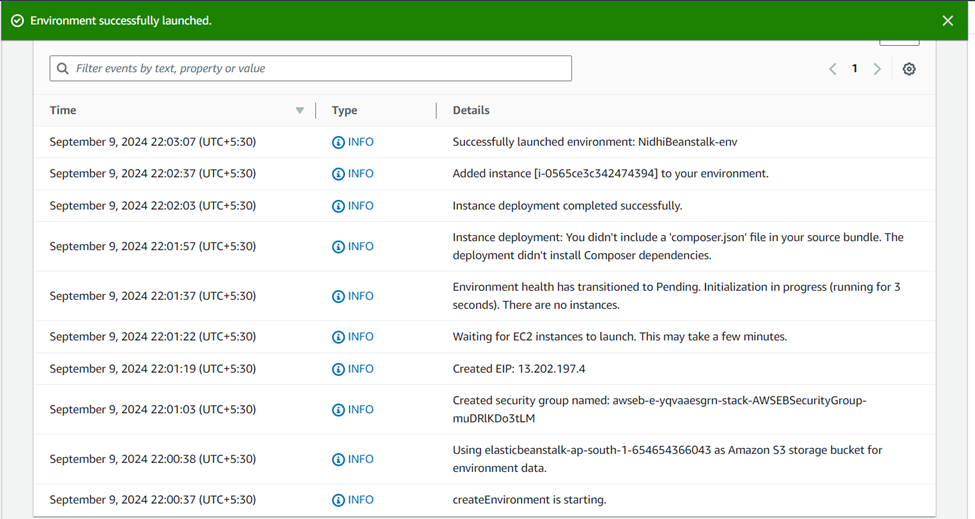 Environment successfully launched.
Filter events by text, property or value
1
Time Type Details
September 9, 2024 22:03:07 (UTC+5:30) INFO Successfully launched environment: NidhiBeanstalk-env
September 9, 2024 22:02:37 (UTC+5:30) INFO Added instance [i-0565ce3c342474394] to your environment.
September 9, 2024 22:02:03 (UTC+5:30) INFO Instance deployment completed successfully.
September 9, 2024 22:01:57 (UTC+5:30) INFO Instance deployment: You didn't include a 'composer.json' file in your source bundle. The
deployment didn't install Composer dependencies.
September 9, 2024 22:01:37 (UTC+5:30) INFO Environment health has transitioned to Pending. Initialization in progress (running for 3
seconds). There are no instances.
September 9, 2024 22:01:22 (UTC+5:30) INFO Waiting for EC2 instances to launch. This may take a few minutes.
September 9, 2024 22:01:19 (UTC+5:30) INFO Created EIP: 13.202.197.4
September 9, 2024 22:01:03 (UTC+5:30) INFO Created security group named: awseb-e-yqvaaesgrn-stack-AWSEBSecurityGroup-
muDRlKDo3tLM
September 9, 2024 22:00:38 (UTC+5:30) INFO Using elasticbeanstalk-ap-south-1-654654366043 as Amazon S3 storage bucket for
environment data.
September 9, 2024 22:00:37 (UTC+5:30) INFO createEnvironment is starting.